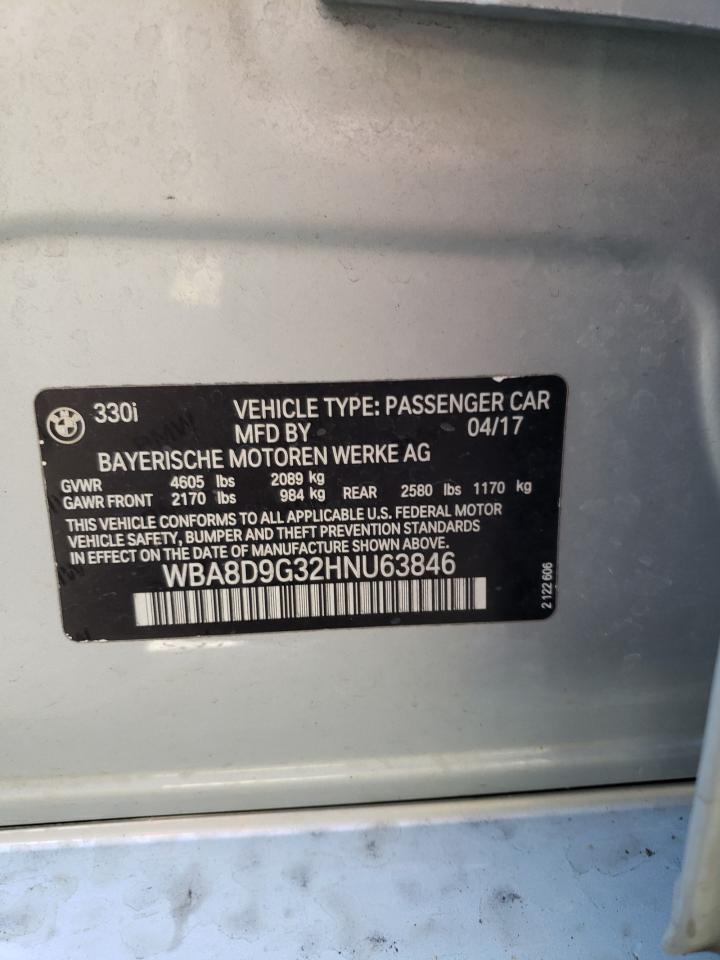 330i VEHICLE TYPE: PASSENGER CAR
MFD BY 04/17
BAYERISCHE MOTOREN WERKE AG
GVWR 4605 lbs 2089 kg
GAWR FRONT 2170 lbs 984 kg REAR 2580 lbs 1170 kg
THIS VEHICLE CONFORMS TO ALL APPLICABLE U.S. FEDERAL MOTOR
VEHICLE SAFETY, BUMPER AND THEFT PREVENTION STANDARDS
IN EFFECT ON THE DATE OF MANUFACTURE SHOWN ABOVE.
WBA8D9G32HNU63846
2 122 606